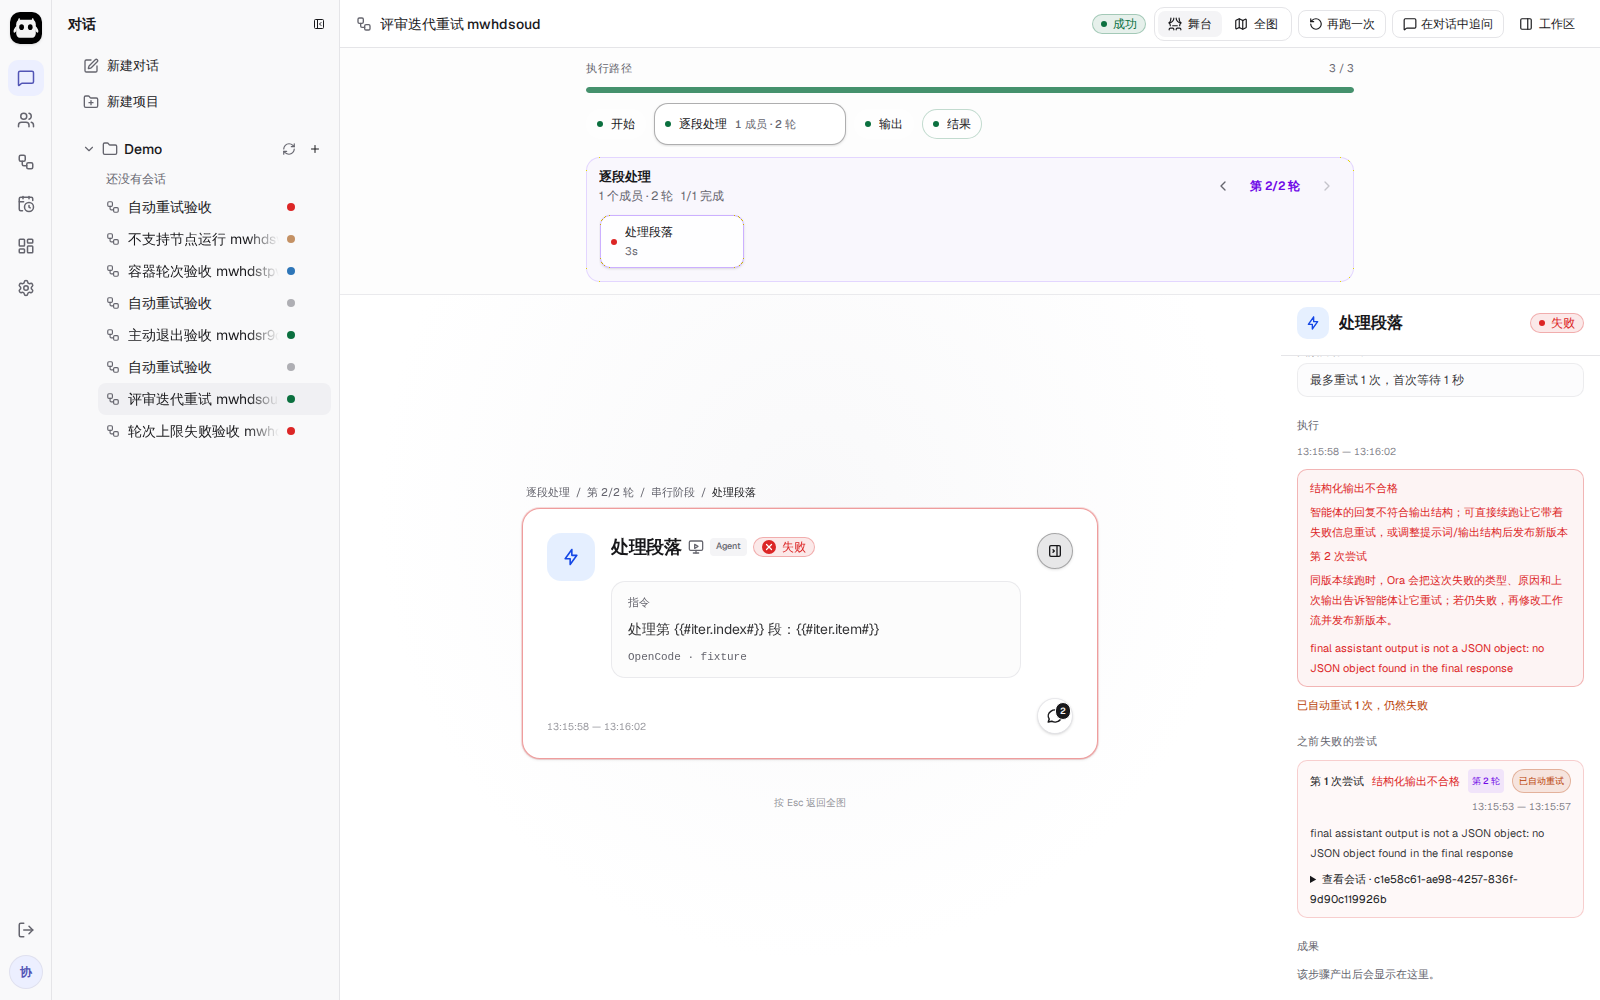 对话
新建对话
新建项目
Demo
还没有会话
自动重试验收
不支持节点运行 mwhds
容器轮次验收 mwhdstp
自动重试验收
主动退出验收 mwhdsr9
自动重试验收
评审迭代重试 mwhdsou
轮次上限失败验收 mwh
协
评审迭代重试 mwhdsoud
成功
舞台
全图
再跑一次
在对话中追问
工作区
执行路径
3 / 3
开始
逐段处理 1 成员 · 2 轮
输出
结果
逐段处理
1 个成员 · 2 轮 1/1 完成
第 2/2 轮
处理段落
3s
逐段处理 / 第 2/2 轮 / 串行阶段 / 处理段落
处理段落 Agent 失败
指令
处理第 {{#iter.index#}} 段：{{#iter.item#}}
OpenCode · fixture
13:15:58 — 13:16:02
2
按 Esc 返回全图
处理段落
失败
最多重试 1 次，首次等待 1 秒
执行
13:15:58 — 13:16:02
结构化输出不合格
智能体的回复不符合输出结构；可直接续跑让它带着
失败信息重试，或调整提示词/输出结构后发布新版本
第 2 次尝试
同版本续跑时，Ora 会把这次失败的类型、原因和上
次输出告诉智能体让它重试；若仍失败，再修改工作
流并发布新版本。
final assistant output is not a JSON object: no
JSON object found in the final response
已自动重试 1 次，仍然失败
之前失败的尝试
第 1 次尝试 结构化输出不合格 第 2 轮 已自动重试
13:15:53 — 13:15:57
final assistant output is not a JSON object: no
JSON object found in the final response
查看会话 · c1e58c61-ae98-4257-836f-
9d90c119926b
成果
该步骤产出后会显示在这里。